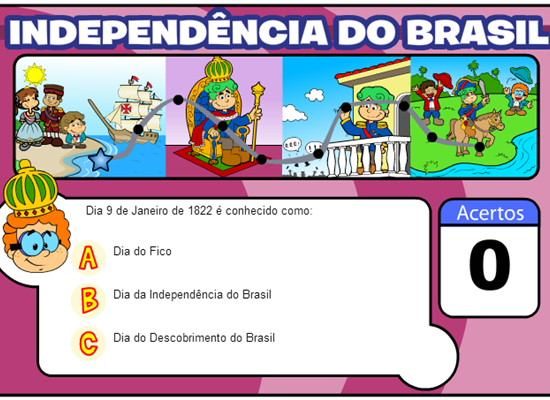 INDEPENDÊNCIA DO BRASIL
Dia 9 de Janeiro de 1822 é conhecido como:
A Dia do Fico
B Dia da Independência do Brasil
C Dia do Descobrimento do Brasil
Acertos
0